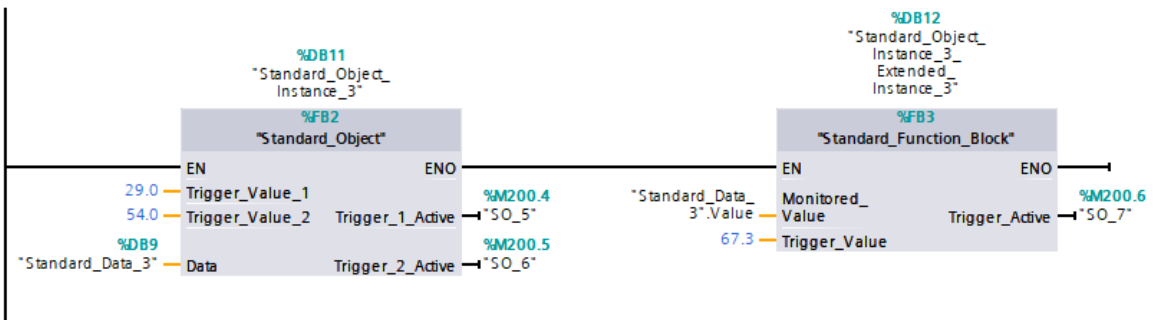 %DB11
"Standard_Object_
Instance_3"
%FB2
"Standard_Object"
EN
ENO
29.0
Trigger_Value_1
54.0
Trigger_Value_2
Trigger_1_Active
%M200.4
"SO_5"
%DB9
"Standard_Data_3"
Data
Trigger_2_Active
%M200.5
"SO_6"
%DB12
"Standard_Object_
Instance_3_
Extended_
Instance_3"
%FB3
"Standard_Function_Block"
EN
ENO
"Standard_Data_
3".Value
Monitored_
Value
Trigger_Active
%M200.6
"SO_7"
67.3
Trigger_Value